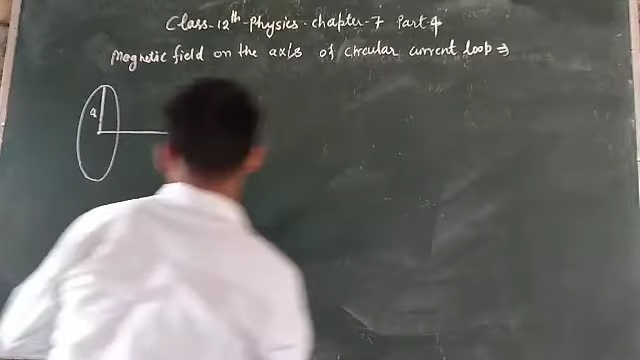 Class-12th-Physics-chapter-7 Part 4
Magnetic field on the axis of circular current loop ⇒
a